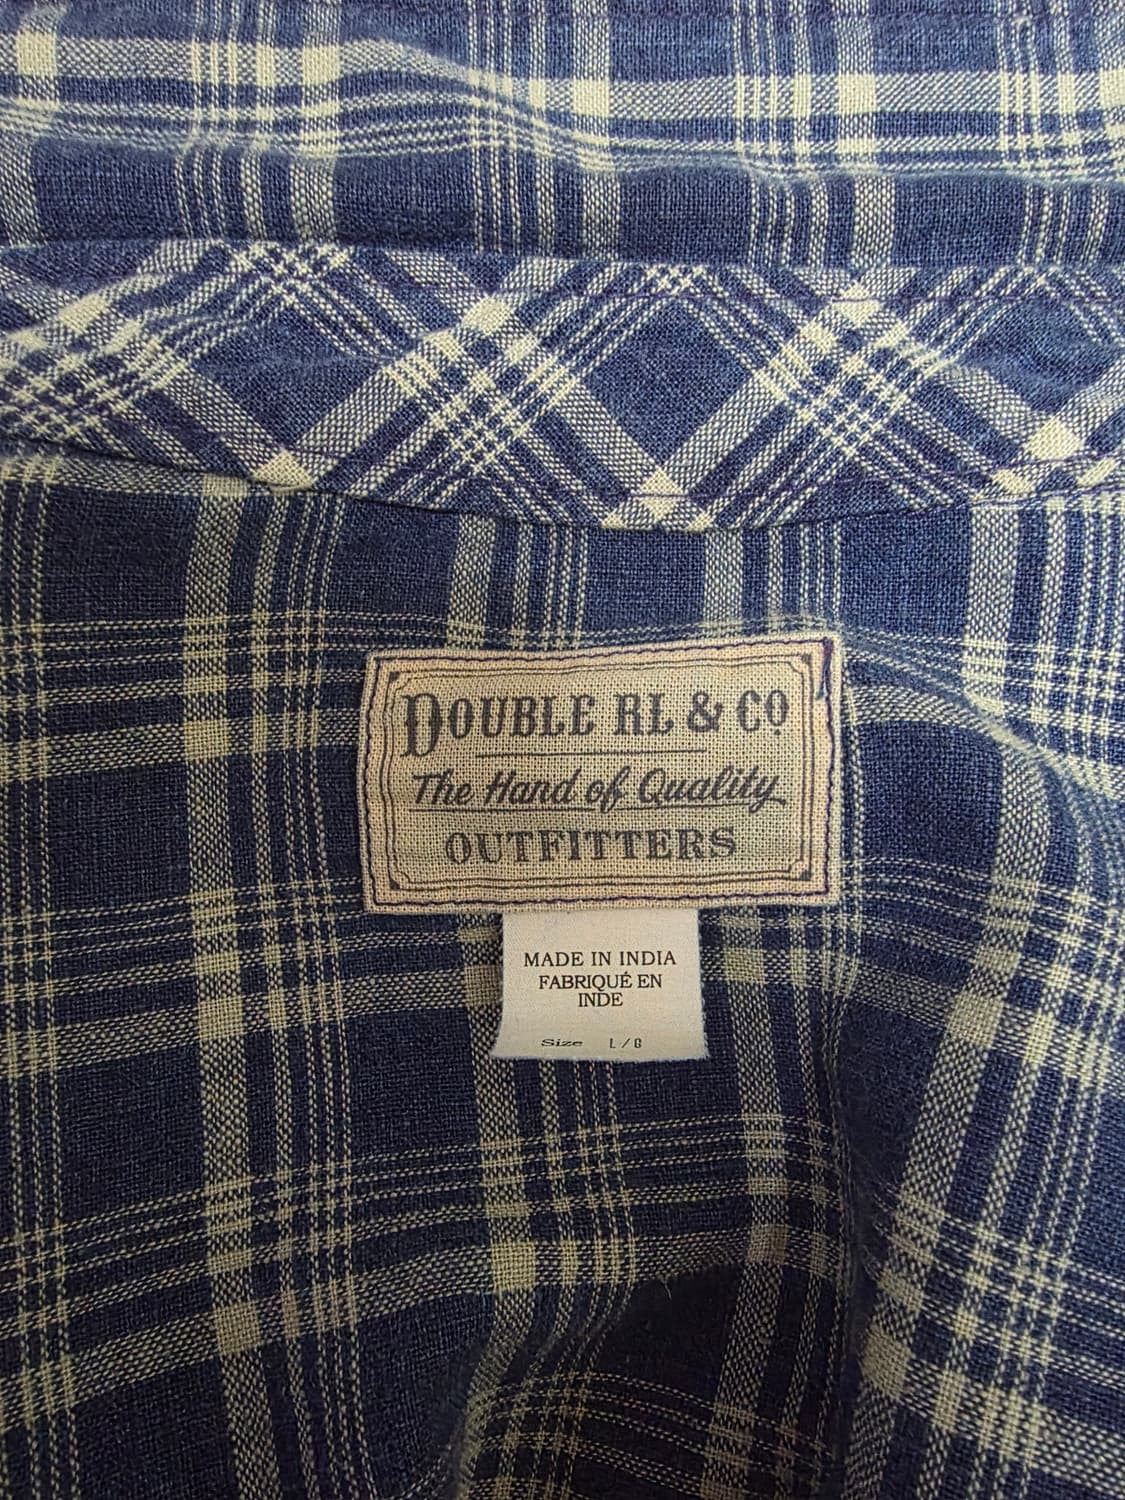 DOUBLE RL & CO.
The Hand of Quality
OUTFITTERS
MADE IN INDIA
FABRIQUÉ EN
INDE
Size L/G